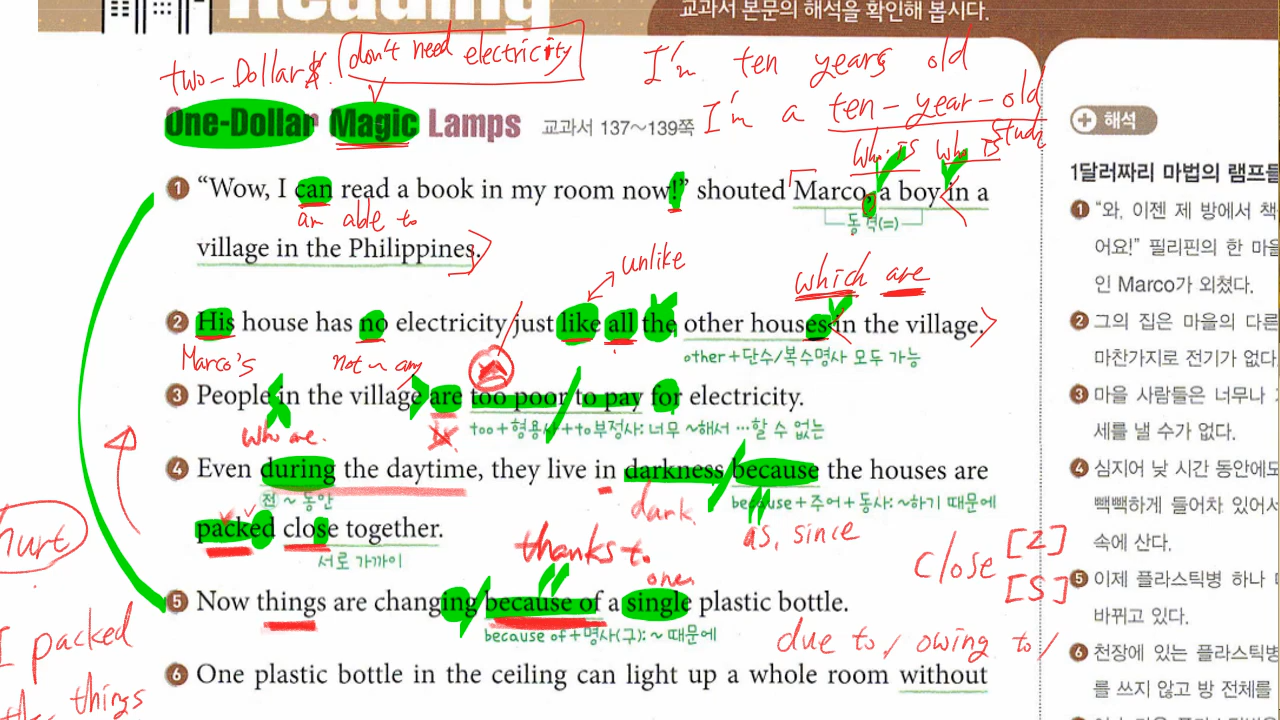 Reading
교과서 본문의 해석을 확인해 봅시다.
two-Dollar$. don't need electricity
I'm ten years old
I'm a ten-year-old
study
One-Dollar Magic Lamps 교과서 137~139쪽
who is who is
1 "Wow, I can read a book in my room now!" shouted Marco, a boy in a
an able to
동격(=)
village in the Philippines.
unlike
which are
2 His house has no electricity just like all the other houses in the village.
Marco's not~any
other+단수/복수명사 모두 가능
3 People in the village are too poor to pay for electricity.
who are.
too+형용사+to부정사: 너무 ~해서 …할 수 없는
4 Even during the daytime, they live in darkness because the houses are
전 ~ 동안
dark
because+주어+동사: ~하기 때문에
as, since
packed close together.
서로 가까이
thanks to
close [z]
[s]
one
5 Now things are changing because of a single plastic bottle.
because of+명사(구): ~ 때문에
due to / owing to /
6 One plastic bottle in the ceiling can light up a whole room without
hurt
I packed
the things
+ 해석
1달러짜리 마법의 램프들
1 "와, 이젠 제 방에서 책
어요!" 필리핀의 한 마을
인 Marco가 외쳤다.
2 그의 집은 마을의 다른
마찬가지로 전기가 없다
3 마을 사람들은 너무나
세를 낼 수가 없다.
4 심지어 낮 시간 동안에도
빽빽하게 들어차 있어서
속에 산다.
5 이제 플라스틱병 하나
바뀌고 있다.
6 천장에 있는 플라스틱병
를 쓰지 않고 방 전체를